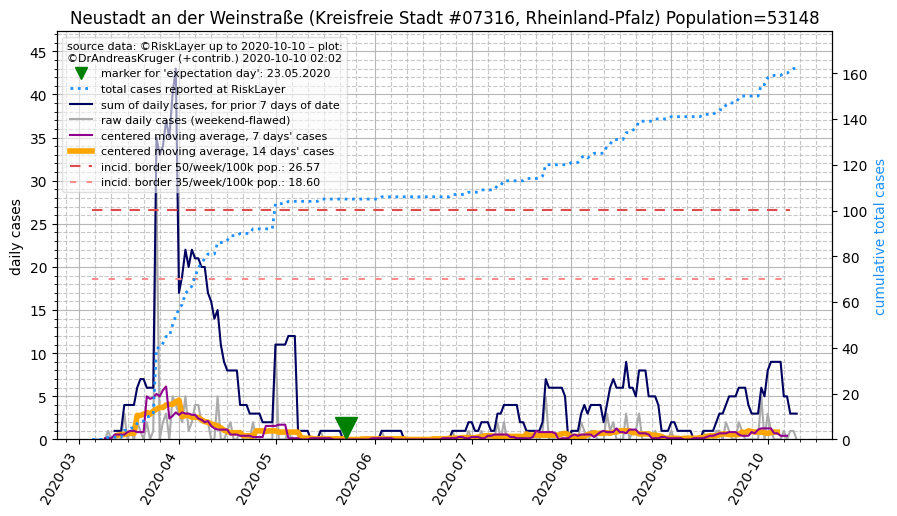 Neustadt an der Weinstraße (Kreisfreie Stadt #07316, Rheinland-Pfalz) Population=53148
source data: ©RiskLayer up to 2020-10-10 – plot:
©DrAndreasKruger (+contrib.) 2020-10-10 02:02
marker for 'expectation day': 23.05.2020
total cases reported at RiskLayer
sum of daily cases, for prior 7 days of date
raw daily cases (weekend-flawed)
centered moving average, 7 days' cases
centered moving average, 14 days' cases
incid. border 50/week/100k pop.: 26.57
incid. border 35/week/100k pop.: 18.60
daily cases
45
40
35
30
25
20
15
10
5
0
cumulative total cases
160
140
120
100
80
60
40
20
0
2020-03
2020-04
2020-05
2020-06
2020-07
2020-08
2020-09
2020-10